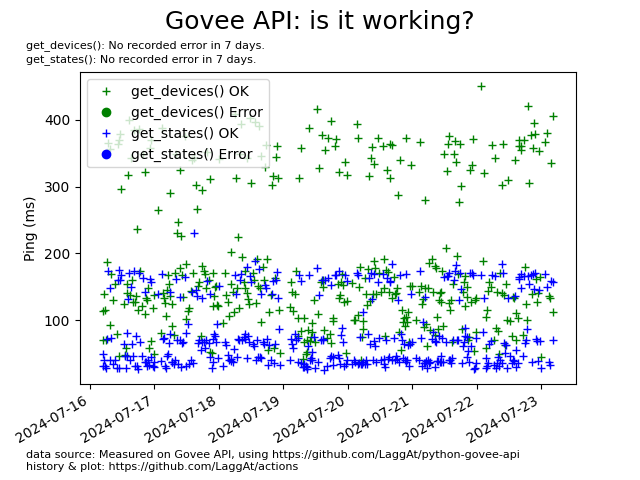 Govee API: is it working?
get_devices(): No recorded error in 7 days.
get_states(): No recorded error in 7 days.
get_devices() OK
get_devices() Error
get_states() OK
get_states() Error
Ping (ms)
400
300
200
100
2024-07-16
2024-07-17
2024-07-18
2024-07-19
2024-07-20
2024-07-21
2024-07-22
2024-07-23
data source: Measured on Govee API, using https://github.com/LaggAt/python-govee-api
history & plot: https://github.com/LaggAt/actions